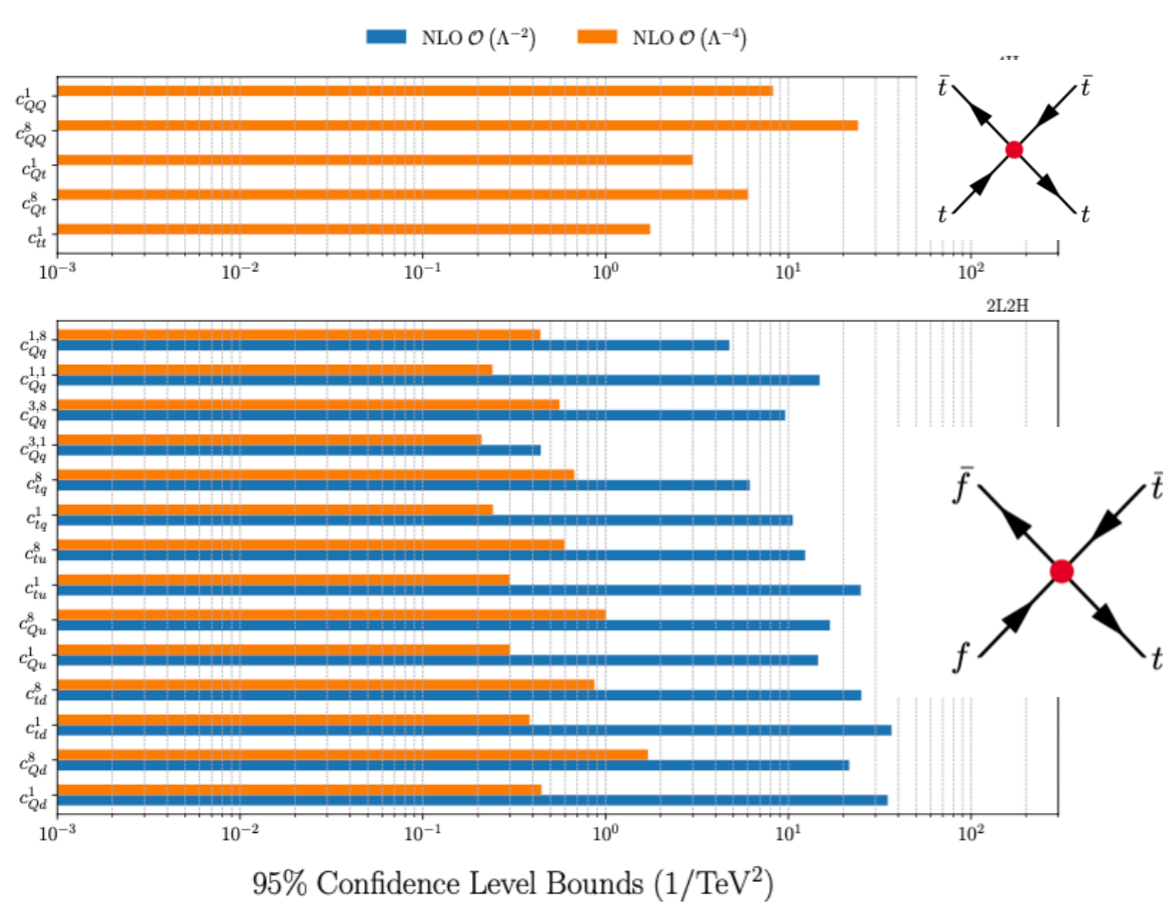 NLO 𝒪 (Λ⁻²) NLO 𝒪 (Λ⁻⁴)
c¹_QQ
c⁸_QQ
c¹_Qt
c⁸_Qt
c¹_tt
t̄ t̄
t t
10⁻³ 10⁻² 10⁻¹ 10⁰ 10¹ 10²
2L2H
c^{1,8}_Qq
c^{1,1}_Qq
c^{3,8}_Qq
c^{3,1}_Qq
c⁸_tq
c¹_tq
c⁸_tu
c¹_tu
c⁸_Qu
c¹_Qu
c⁸_td
c¹_td
c⁸_Qd
c¹_Qd
f̄ t̄
f t
10⁻³ 10⁻² 10⁻¹ 10⁰ 10¹ 10²
95% Confidence Level Bounds (1/TeV²)